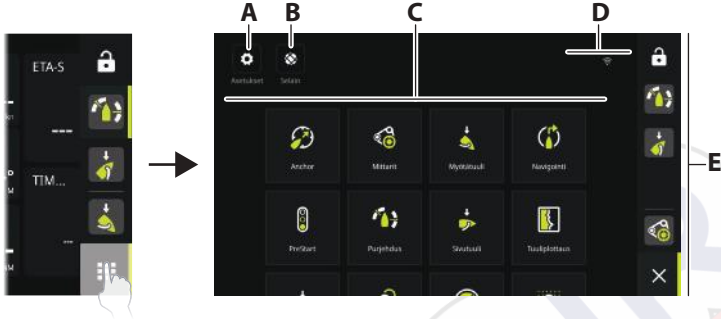 A
B
C
D
ETA-S
---
TIM...
--
Asetukset
Selain
E
Anchor
Mittarit
Myötätuuli
Navigointi
PreStart
Purjehdus
Sivutuuli
Tuuliplottaus